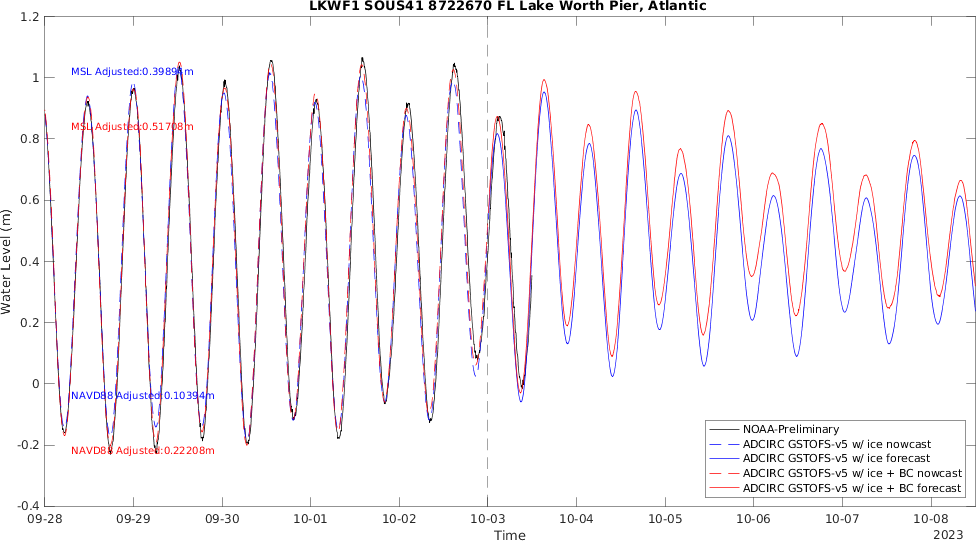 LKWF1 SOUS41 8722670 FL Lake Worth Pier, Atlantic
1.2
1
0.8
0.6
0.4
0.2
0
-0.2
-0.4
Water Level (m)
MSL Adjusted:0.39894m
MSL Adjusted:0.51708m
NAVD88 Adjusted:0.10394m
NAVD88 Adjusted:0.22208m
NOAA-Preliminary
ADCIRC GSTOFS-v5 w/ ice nowcast
ADCIRC GSTOFS-v5 w/ ice forecast
ADCIRC GSTOFS-v5 w/ ice + BC nowcast
ADCIRC GSTOFS-v5 w/ ice + BC forecast
09-28 09-29 09-30 10-01 10-02 10-03 10-04 10-05 10-06 10-07 10-08
Time
2023